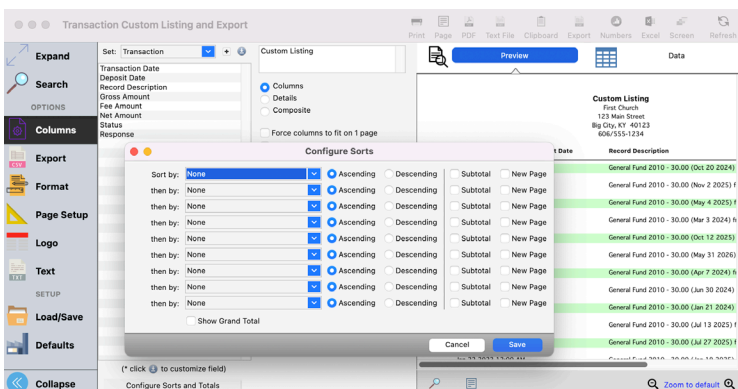 Transaction Custom Listing and Export
Print Page PDF Text File Clipboard Export Numbers Excel Screen Refresh
Expand
Search
OPTIONS
Columns
Export
CSV
Format
Page Setup
Logo
Text
TXT
SETUP
Load/Save
Defaults
Collapse
Set: Transaction
Transaction Date
Deposit Date
Record Description
Gross Amount
Fee Amount
Net Amount
Status
Response
Custom Listing
Columns
Details
Composite
Force columns to fit on 1 page
Preview Data
Custom Listing
First Church
123 Main Street
Big City, KY 40123
606/555-1234
t Date Record Description
General Fund 2010 - 30.00 (Oct 20 2024)
General Fund 2010 - 30.00 (Nov 2 2025) f
General Fund 2010 - 30.00 (May 4 2025) f
General Fund 2010 - 30.00 (Mar 3 2024) fr
General Fund 2010 - 30.00 (Oct 12 2025)
General Fund 2010 - 30.00 (May 31 2026)
General Fund 2010 - 30.00 (Apr 7 2024) fr
General Fund 2010 - 30.00 (Jun 30 2024)
General Fund 2010 - 30.00 (Jan 21 2024)
General Fund 2010 - 30.00 (Jul 13 2025) f
General Fund 2010 - 30.00 (Jul 27 2025) f
Configure Sorts
Sort by: None Ascending Descending Subtotal New Page
then by: None Ascending Descending Subtotal New Page
then by: None Ascending Descending Subtotal New Page
then by: None Ascending Descending Subtotal New Page
then by: None Ascending Descending Subtotal New Page
then by: None Ascending Descending Subtotal New Page
then by: None Ascending Descending Subtotal New Page
then by: None Ascending Descending Subtotal New Page
then by: None Ascending Descending Subtotal New Page
Show Grand Total
Cancel Save
(* click to customize field)
Configure Sorts and Totals
Zoom to default